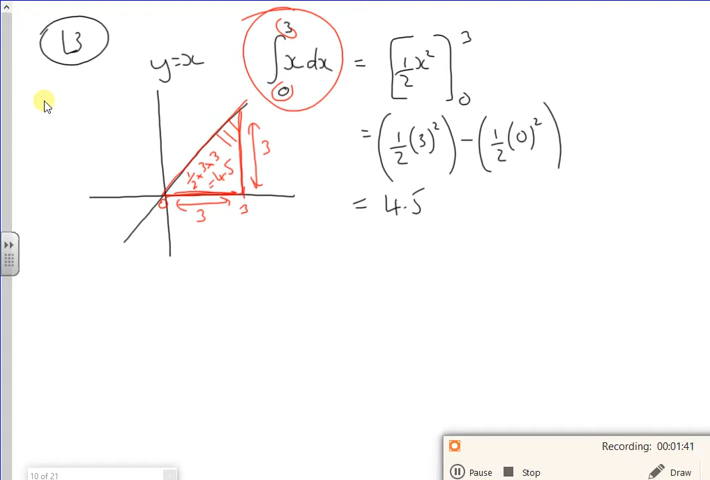 L3
y=x
∫₀³ x dx = [½x²]₀³
= (½(3)²) − (½(0)²)
= 4.5
½×3×3
=4.5
3
0
3
3
10 of 21
Recording: 00:01:41
Pause Stop Draw